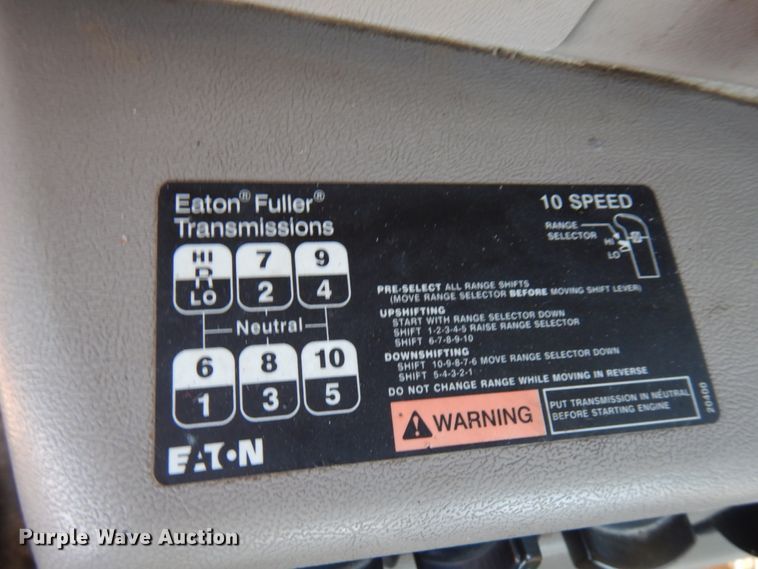 Eaton® Fuller®
Transmissions
10 SPEED
RANGE
SELECTOR
HI
LO
HI
R
LO
7
2
9
4
Neutral
6
1
8
3
10
5
PRE-SELECT ALL RANGE SHIFTS
(MOVE RANGE SELECTOR BEFORE MOVING SHIFT LEVER)
UPSHIFTING
START WITH RANGE SELECTOR DOWN
SHIFT 1-2-3-4-5 RAISE RANGE SELECTOR
SHIFT 6-7-8-9-10
DOWNSHIFTING
SHIFT 10-9-8-7-6 MOVE RANGE SELECTOR DOWN
SHIFT 5-4-3-2-1
DO NOT CHANGE RANGE WHILE MOVING IN REVERSE
WARNING
PUT TRANSMISSION IN NEUTRAL
BEFORE STARTING ENGINE
20400
EATON
Purple Wave Auction